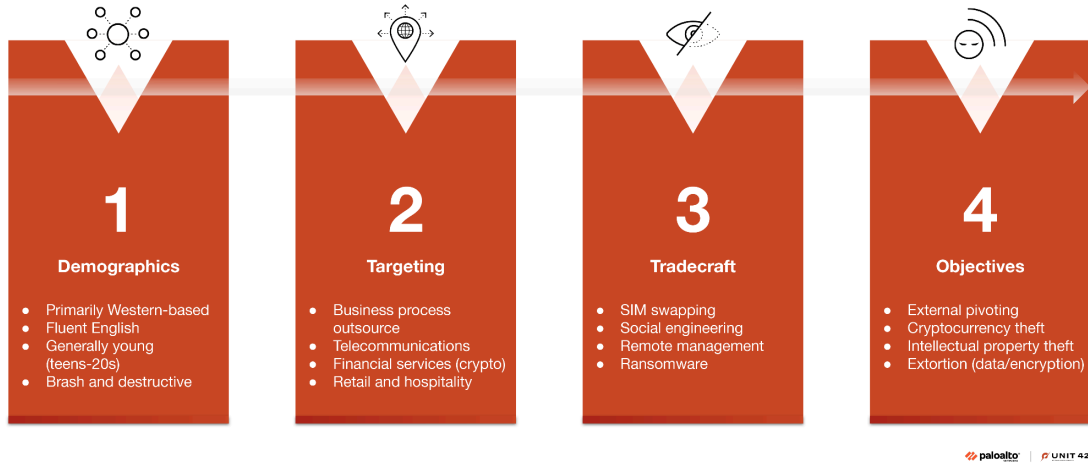 1
Demographics
● Primarily Western-based
● Fluent English
● Generally young
(teens-20s)
● Brash and destructive
2
Targeting
● Business process
outsource
● Telecommunications
● Financial services (crypto)
● Retail and hospitality
3
Tradecraft
● SIM swapping
● Social engineering
● Remote management
● Ransomware
4
Objectives
● External pivoting
● Cryptocurrency theft
● Intellectual property theft
● Extortion (data/encryption)
paloalto
UNIT 42